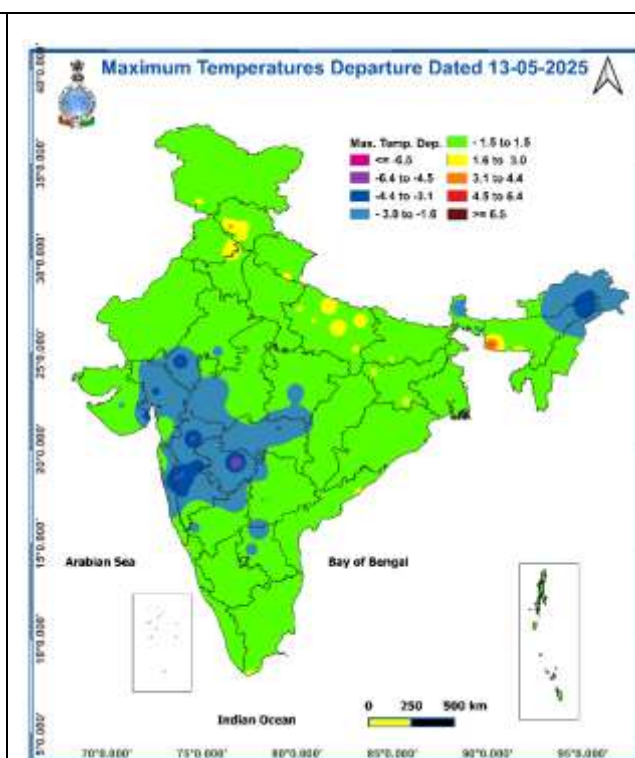 Maximum Temperatures Departure Dated 13-05-2025
Max. Temp. Dep.
<= -6.5
-6.4 to -4.5
-4.4 to -3.1
- 3.0 to -1.6
- 1.5 to 1.5
1.6 to 3.0
3.1 to 4.4
4.5 to 6.4
>= 6.5
40°0.000'
35°0.000'
30°0.000'
25°0.000'
20°0.000'
15°0.000'
10°0.000'
5°0.000'
Arabian Sea
Bay of Bengal
0 250 500 km
Indian Ocean
70°0.000' 75°0.000' 80°0.000' 85°0.000' 90°0.000' 95°0.000'